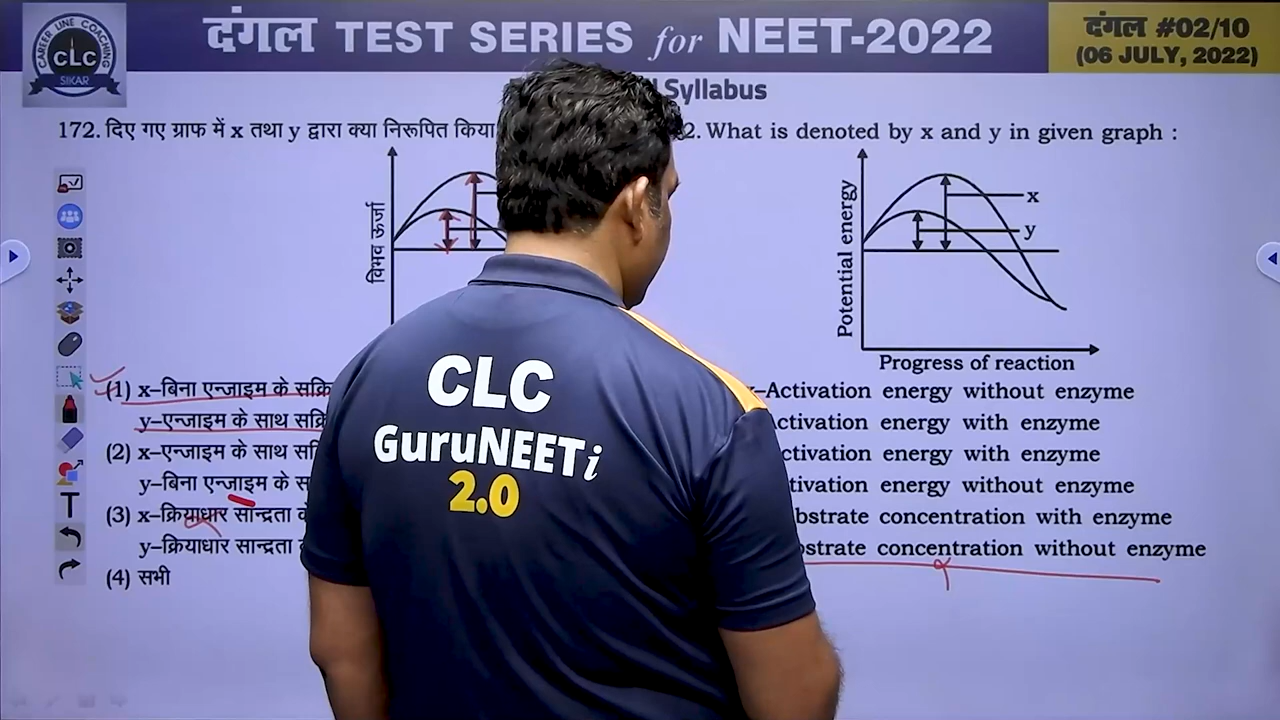 दंगल TEST SERIES for NEET-2022
दंगल #02/10
(06 JULY, 2022)
CAREER LINE COACHING
CLC
SIKAR
Syllabus
172. दिए गए ग्राफ में x तथा y द्वारा क्या निरूपित किया
2. What is denoted by x and y in given graph :
विभव ऊर्जा
Potential energy
x
y
Progress of reaction
(1) x–बिना एन्जाइम के
y–एन्जाइम के साथ
(2) x–एन्जाइम के साथ
y–बिना एन्जाइम के
(3) x–क्रियाधार सान्द्रता
y–क्रियाधार सान्द्रता
(4) सभी
–Activation energy without enzyme
ctivation energy with enzyme
ctivation energy with enzyme
tivation energy without enzyme
bstrate concentration with enzyme
strate concentration without enzyme
T
CLC
GuruNEETi
2.0